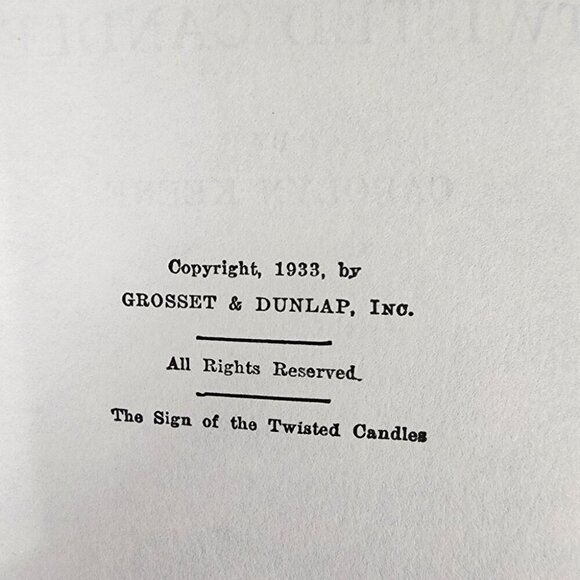 Copyright, 1933, by
GROSSET & DUNLAP, INC.
All Rights Reserved.
The Sign of the Twisted Candles